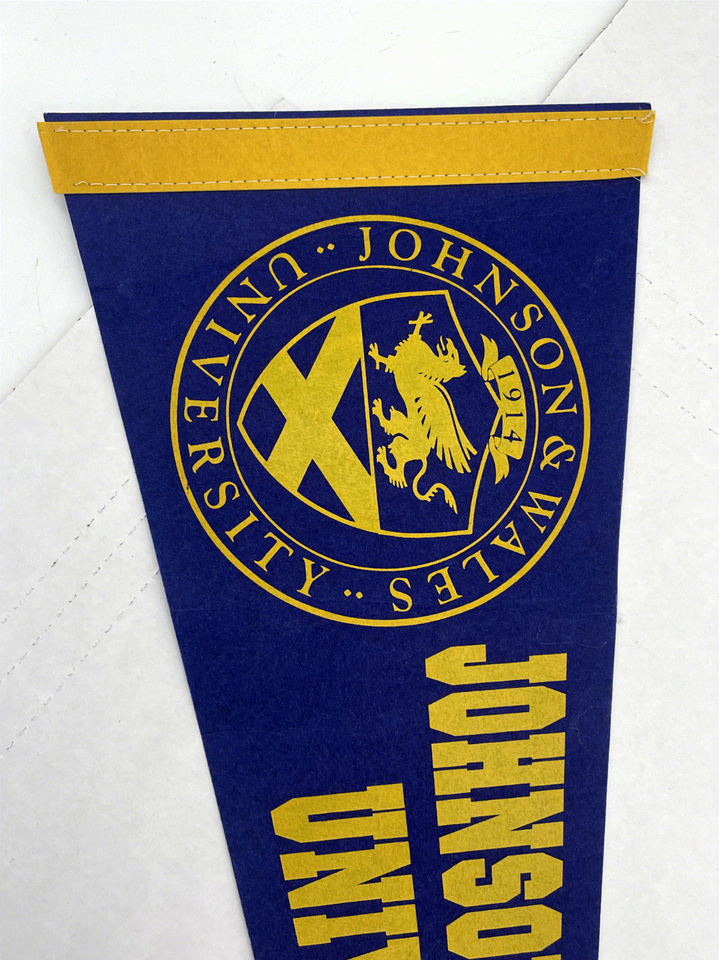 JOHNSON & WALES
UNIVERSITY
1914
JOHNSO
UNI